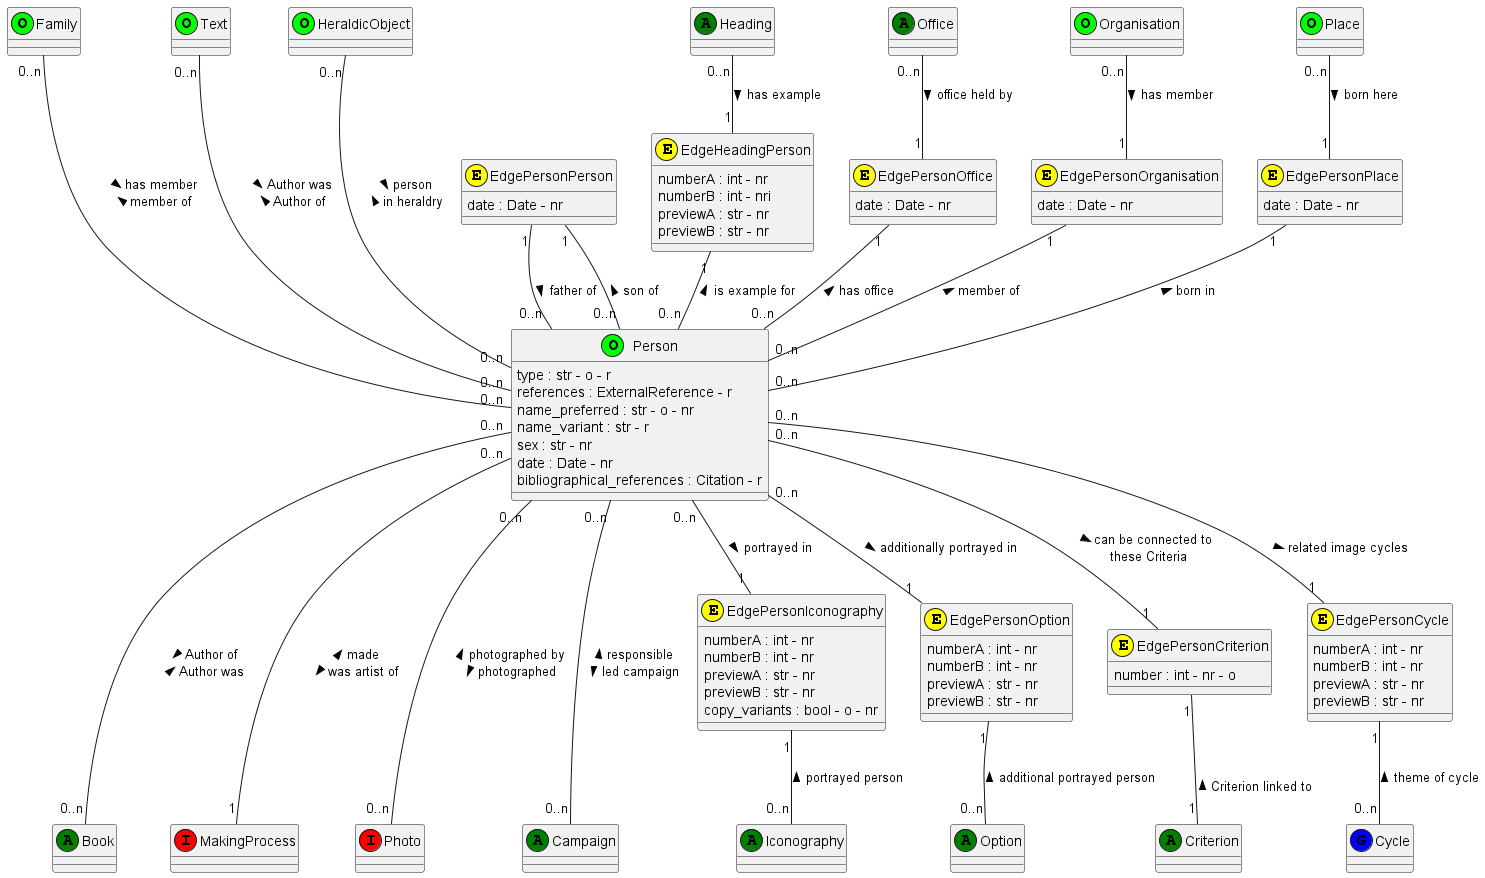 O Family
O Text
O HeraldicObject
A Heading
A Office
O Organisation
O Place
0..n
0..n
0..n
0..n
0..n
0..n
0..n
has example
office held by
has member
born here
1
1
1
1
E EdgePersonPerson
date : Date - nr
E EdgeHeadingPerson
numberA : int - nr
numberB : int - nri
previewA : str - nr
previewB : str - nr
E EdgePersonOffice
date : Date - nr
E EdgePersonOrganisation
date : Date - nr
E EdgePersonPlace
date : Date - nr
has member
member of
Author was
Author of
person
in heraldry
1
1
1
1
1
1
father of
son of
is example for
has office
member of
born in
0..n
0..n
0..n
0..n
0..n
0..n
0..n
0..n
0..n
O Person
type : str - o - r
references : ExternalReference - r
name_preferred : str - o - nr
name_variant : str - r
sex : str - nr
date : Date - nr
bibliographical_references : Citation - r
0..n
0..n
0..n
0..n
0..n
0..n
0..n
0..n
portrayed in
additionally portrayed in
can be connected to
these Criteria
related image cycles
1
1
1
1
E EdgePersonIconography
numberA : int - nr
numberB : int - nr
previewA : str - nr
previewB : str - nr
copy_variants : bool - o - nr
E EdgePersonOption
numberA : int - nr
numberB : int - nr
previewA : str - nr
previewB : str - nr
E EdgePersonCriterion
number : int - nr - o
E EdgePersonCycle
numberA : int - nr
numberB : int - nr
previewA : str - nr
previewB : str - nr
Author of
Author was
made
was artist of
photographed by
photographed
responsible
led campaign
1
1
1
1
portrayed person
additional portrayed person
Criterion linked to
theme of cycle
0..n
1
0..n
0..n
0..n
0..n
1
0..n
A Book
I MakingProcess
I Photo
A Campaign
A Iconography
A Option
A Criterion
G Cycle